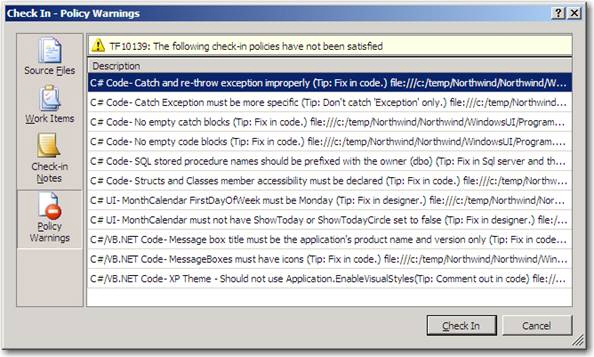 Check In - Policy Warnings
Source Files
Work Items
Check-in Notes
Policy Warnings
TF10139: The following check-in policies have not been satisfied
Description
C# Code- Catch and re-throw exception improperly (Tip: Fix in code.) file:///c:/temp/Northwind/Northwind/W...
C# Code- Catch Exception must be more specific (Tip: Don't catch 'Exception' only.) file:///c:/temp/Northwind...
C# Code- No empty catch blocks (Tip: Fix in code.) file:///c:/temp/Northwind/Northwind/WindowsUI/Program....
C# Code- No empty code blocks (Tip: Fix in code.) file:///c:/temp/Northwind/Northwind/WindowsUI/Program....
C# Code- SQL stored procedure names should be prefixed with the owner (dbo) (Tip: Fix in Sql server and th...
C# Code- Structs and Classes member accessibility must be declared (Tip: Fix in code.) file:///c:/temp/Northw...
C# UI- MonthCalendar FirstDayOfWeek must be Monday (Tip: Fix in designer.) file:///c:/temp/Northwind/Nort...
C# UI- MonthCalendar must not have ShowToday or ShowTodayCircle set to false (Tip: Fix in designer.) file:/...
C#/VB.NET Code- Message box title must be the application's product name and version only (Tip: Fix in code...
C#/VB.NET Code- MessageBoxes must have icons (Tip: Fix in code.) file:///c:/temp/Northwind/Northwind/Win...
C#/VB.NET Code- XP Theme - Should not use Application.EnableVisualStyles(Tip: Comment out in code) file://...
Check In
Cancel